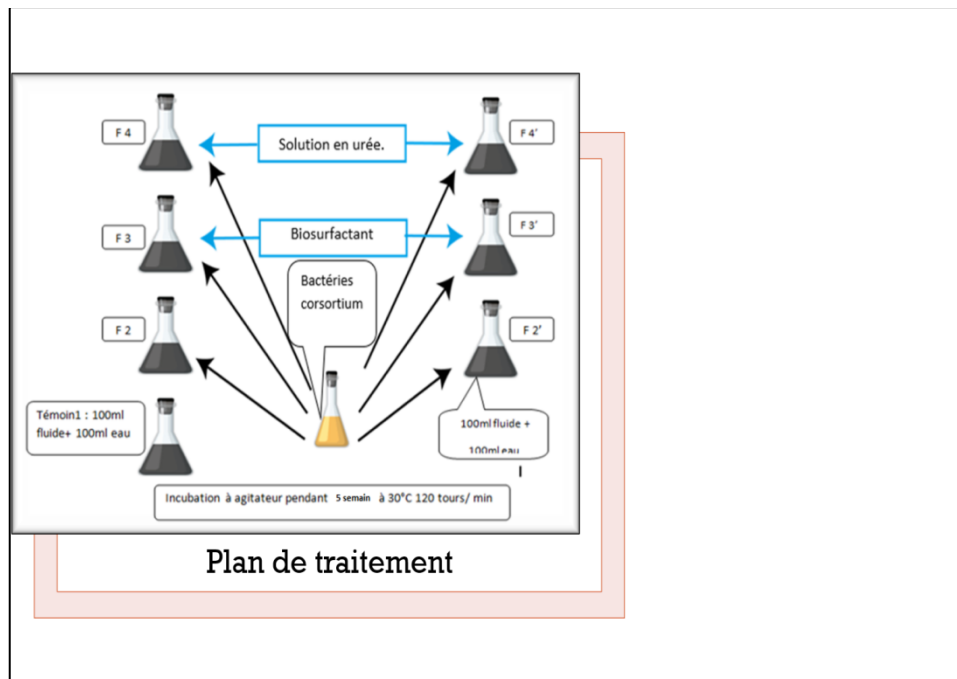 F 4
Solution en urée.
F 4'
F 3
Biosurfactant
F 3'
Bactéries
consortium
F 2
F 2'
Témoin1 : 100ml
fluide+ 100ml eau
100ml fluide +
100ml eau
Incubation à agitateur pendant 5 semain à 30°C 120 tours/ min
Plan de traitement